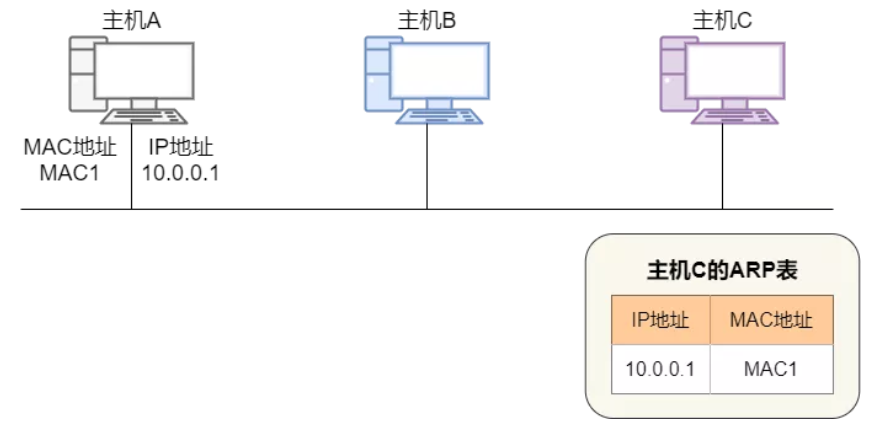 主机A
主机B
主机C
MAC地址 IP地址
MAC1 10.0.0.1
主机C的ARP表
IP地址 MAC地址
10.0.0.1 MAC1